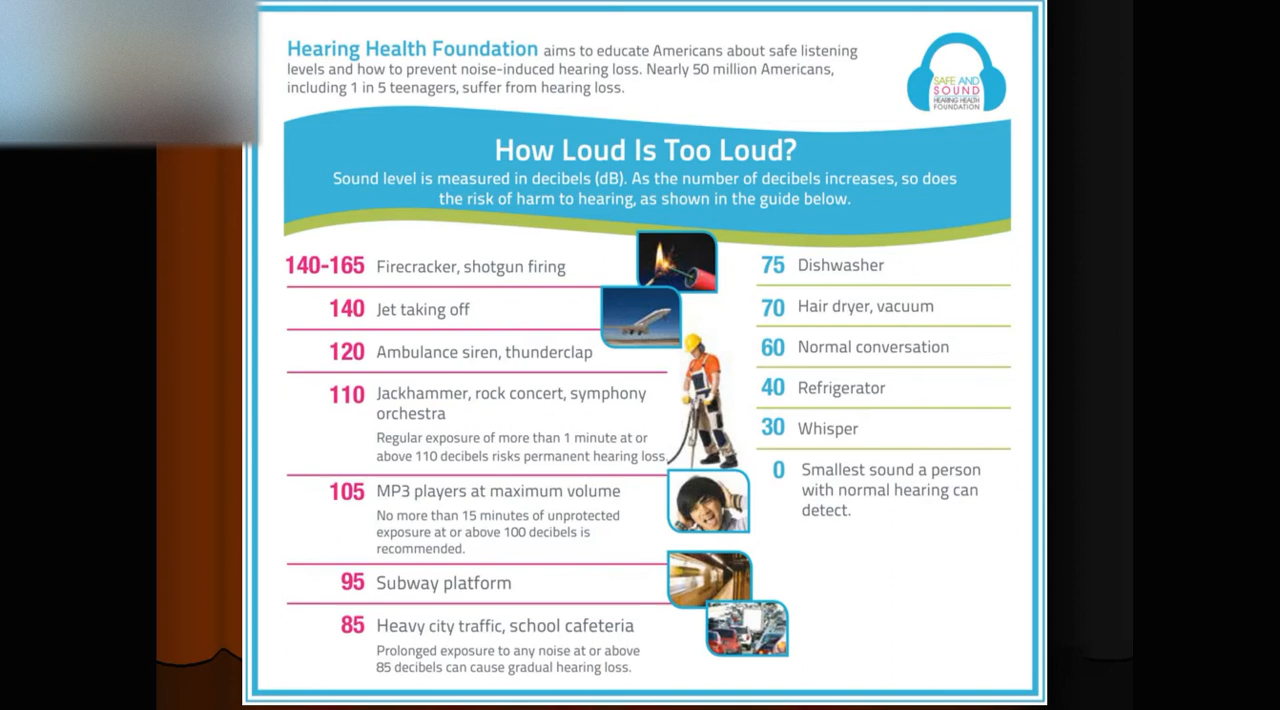 Hearing Health Foundation aims to educate Americans about safe listening
levels and how to prevent noise-induced hearing loss. Nearly 50 million Americans,
including 1 in 5 teenagers, suffer from hearing loss.
SAFE AND
SOUND
HEARING HEALTH
FOUNDATION
How Loud Is Too Loud?
Sound level is measured in decibels (dB). As the number of decibels increases, so does
the risk of harm to hearing, as shown in the guide below.
140-165 Firecracker, shotgun firing
140 Jet taking off
120 Ambulance siren, thunderclap
110 Jackhammer, rock concert, symphony
orchestra
Regular exposure of more than 1 minute at or
above 110 decibels risks permanent hearing loss.
105 MP3 players at maximum volume
No more than 15 minutes of unprotected
exposure at or above 100 decibels is
recommended.
95 Subway platform
85 Heavy city traffic, school cafeteria
Prolonged exposure to any noise at or above
85 decibels can cause gradual hearing loss.
75 Dishwasher
70 Hair dryer, vacuum
60 Normal conversation
40 Refrigerator
30 Whisper
0 Smallest sound a person
with normal hearing can
detect.